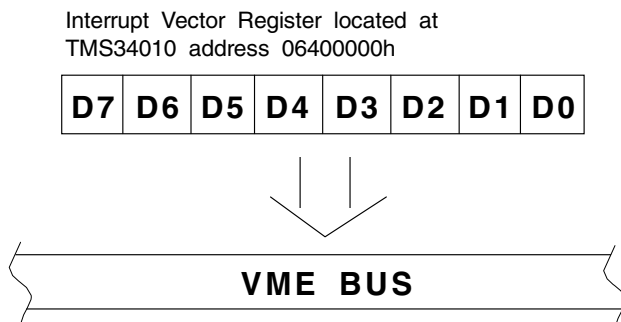 Interrupt Vector Register located at
TMS34010 address 06400000h
D7 D6 D5 D4 D3 D2 D1 D0
VME BUS